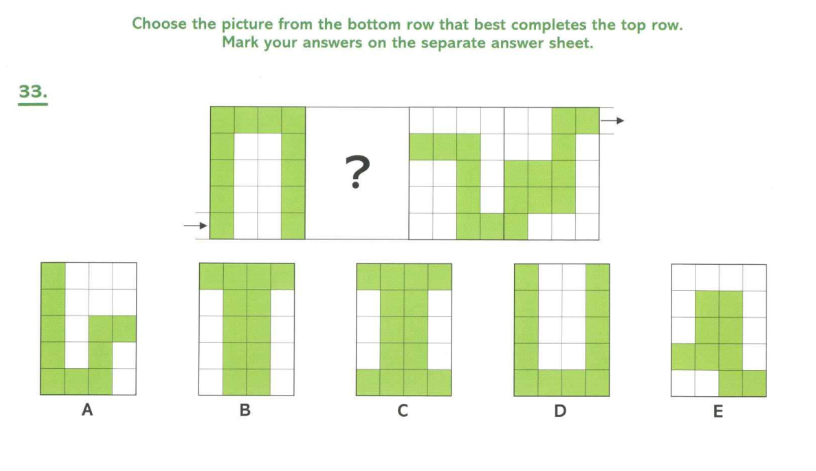 Choose the picture from the bottom row that best completes the top row.
Mark your answers on the separate answer sheet.
33.
?
A B C D E